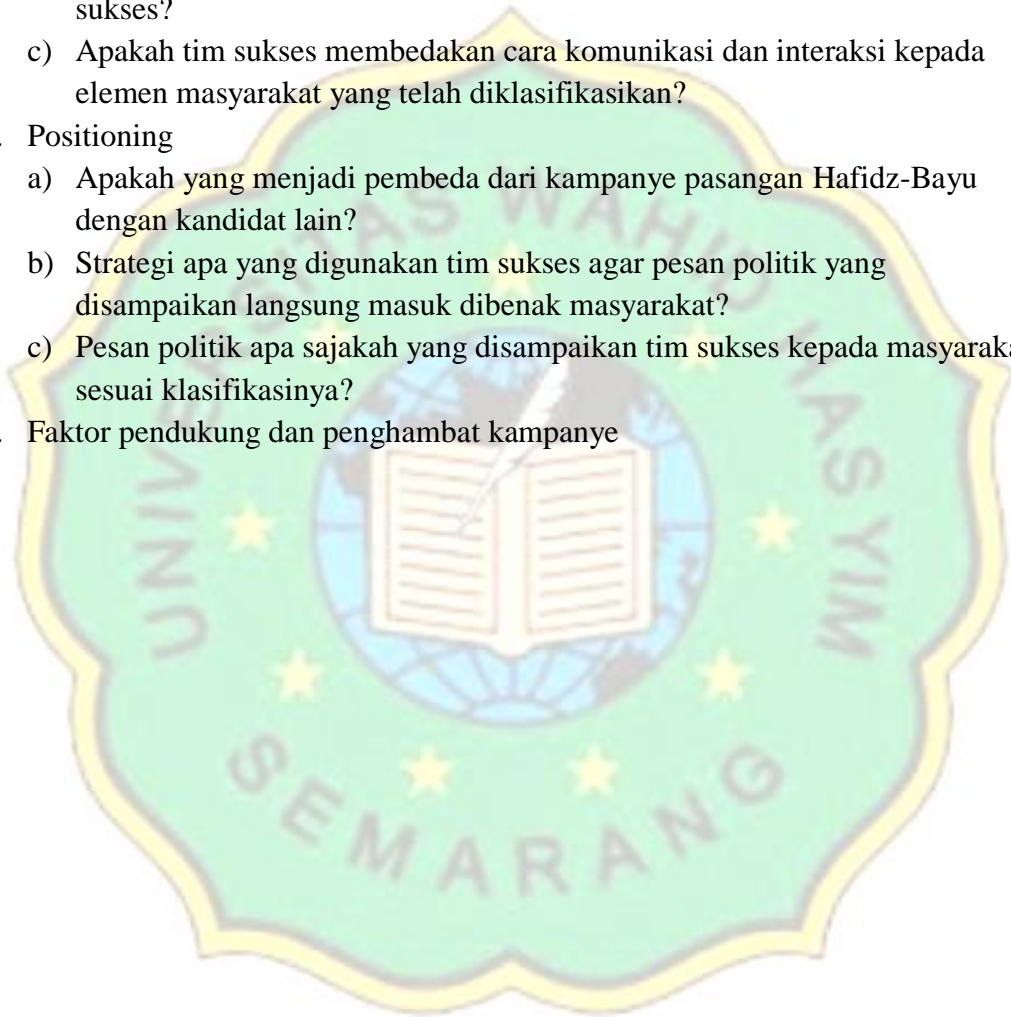 sukses?
c) Apakah tim sukses membedakan cara komunikasi dan interaksi kepada
elemen masyarakat yang telah diklasifikasikan?
. Positioning
a) Apakah yang menjadi pembeda dari kampanye pasangan Hafidz-Bayu
dengan kandidat lain?
b) Strategi apa yang digunakan tim sukses agar pesan politik yang
disampaikan langsung masuk dibenak masyarakat?
c) Pesan politik apa sajakah yang disampaikan tim sukses kepada masyaraka
sesuai klasifikasinya?
. Faktor pendukung dan penghambat kampanye
UNIVERSITAS WAHID HASYIM
SEMARANG